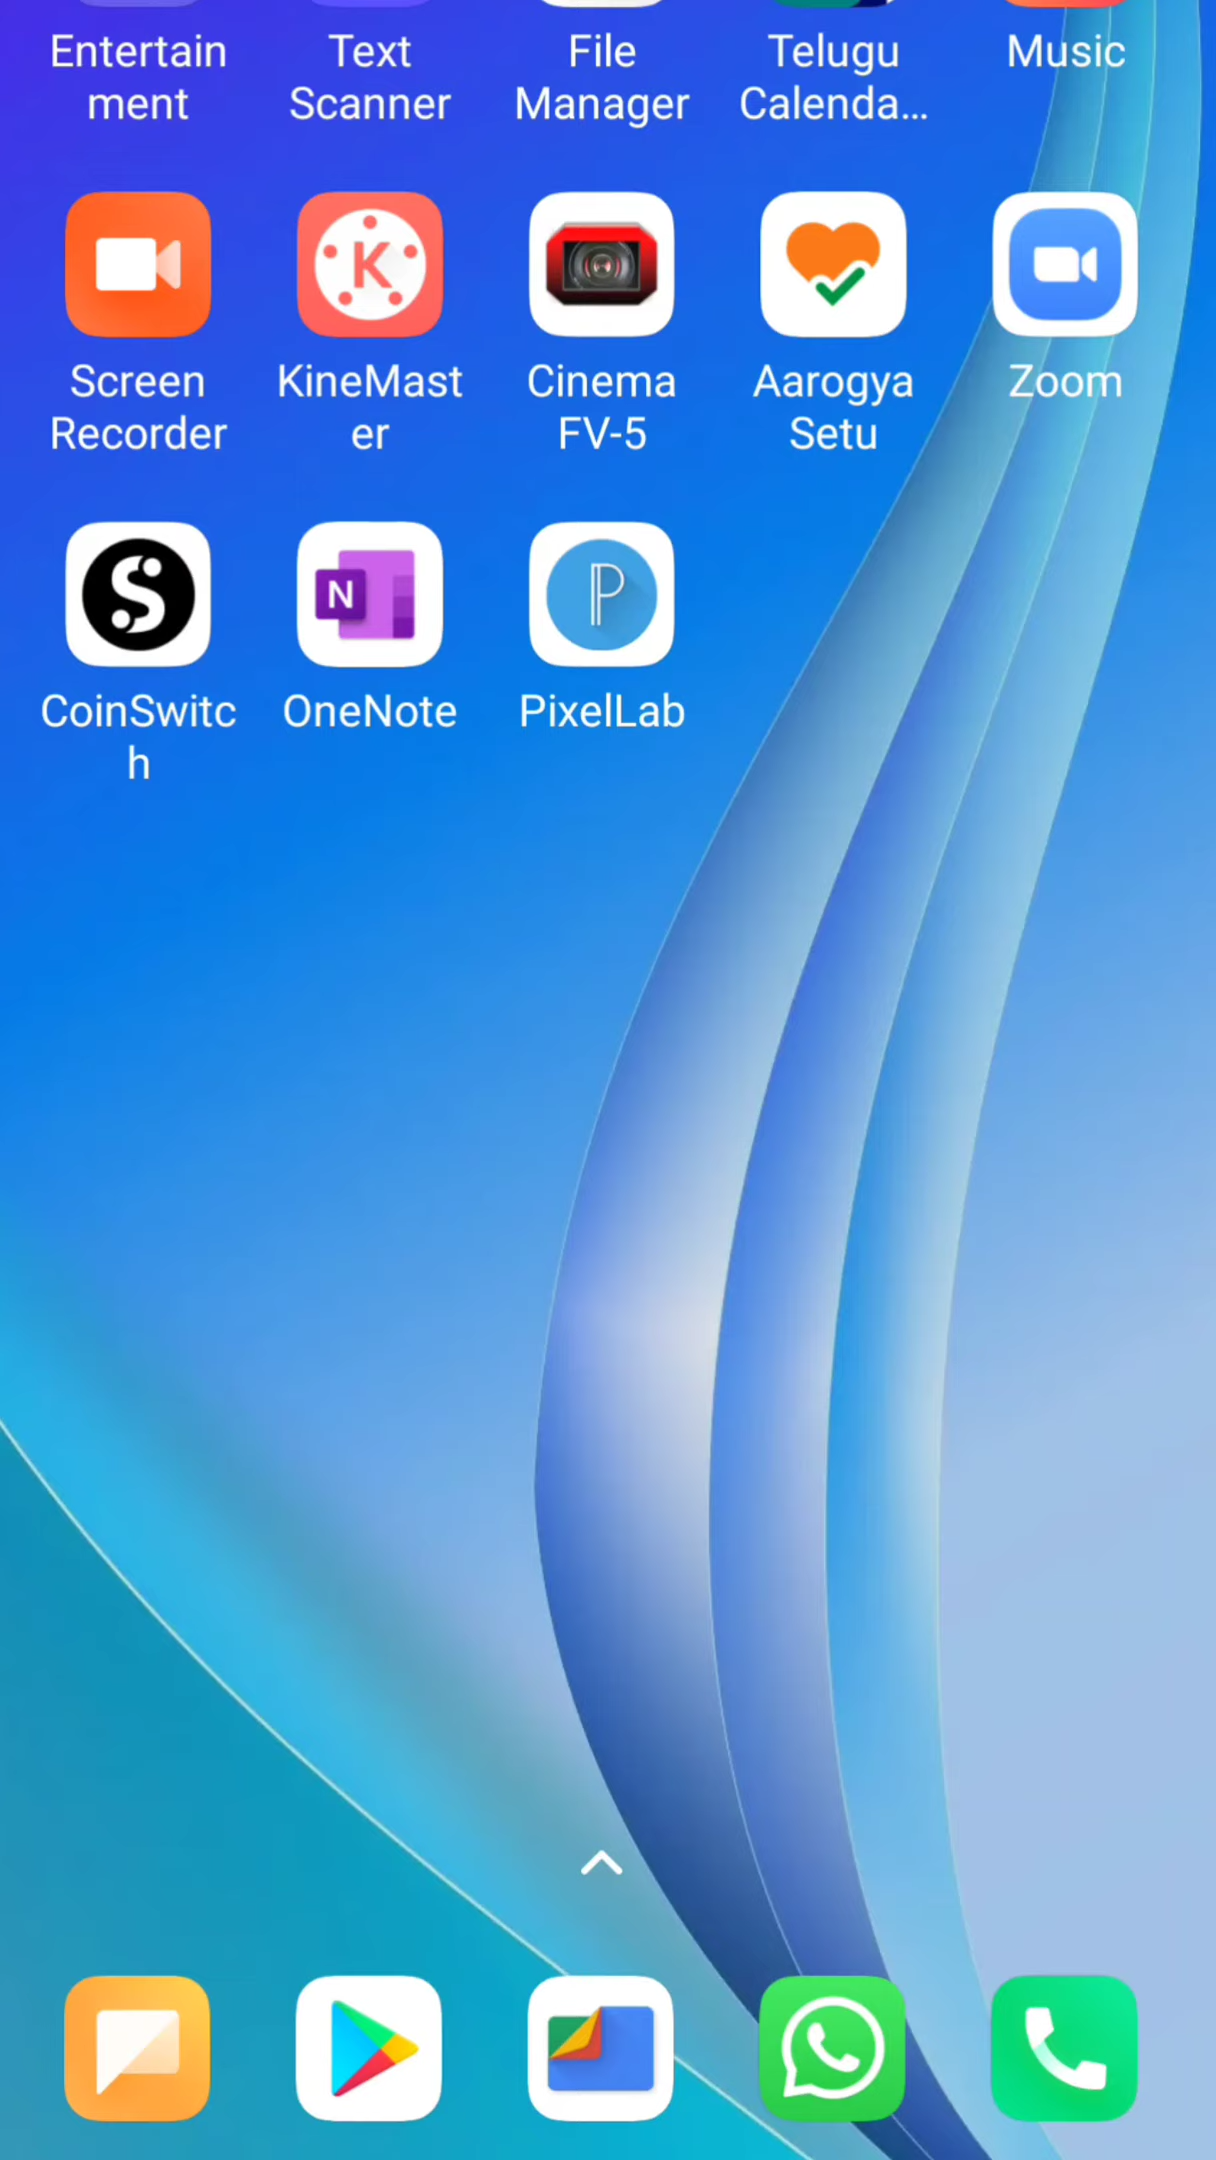 Entertain
ment
Text
Scanner
File
Manager
Telugu
Calenda...
Music
Screen
Recorder
K
KineMast
er
Cinema
FV-5
Aarogya
Setu
Zoom
S
CoinSwitc
h
N
OneNote
P
PixelLab